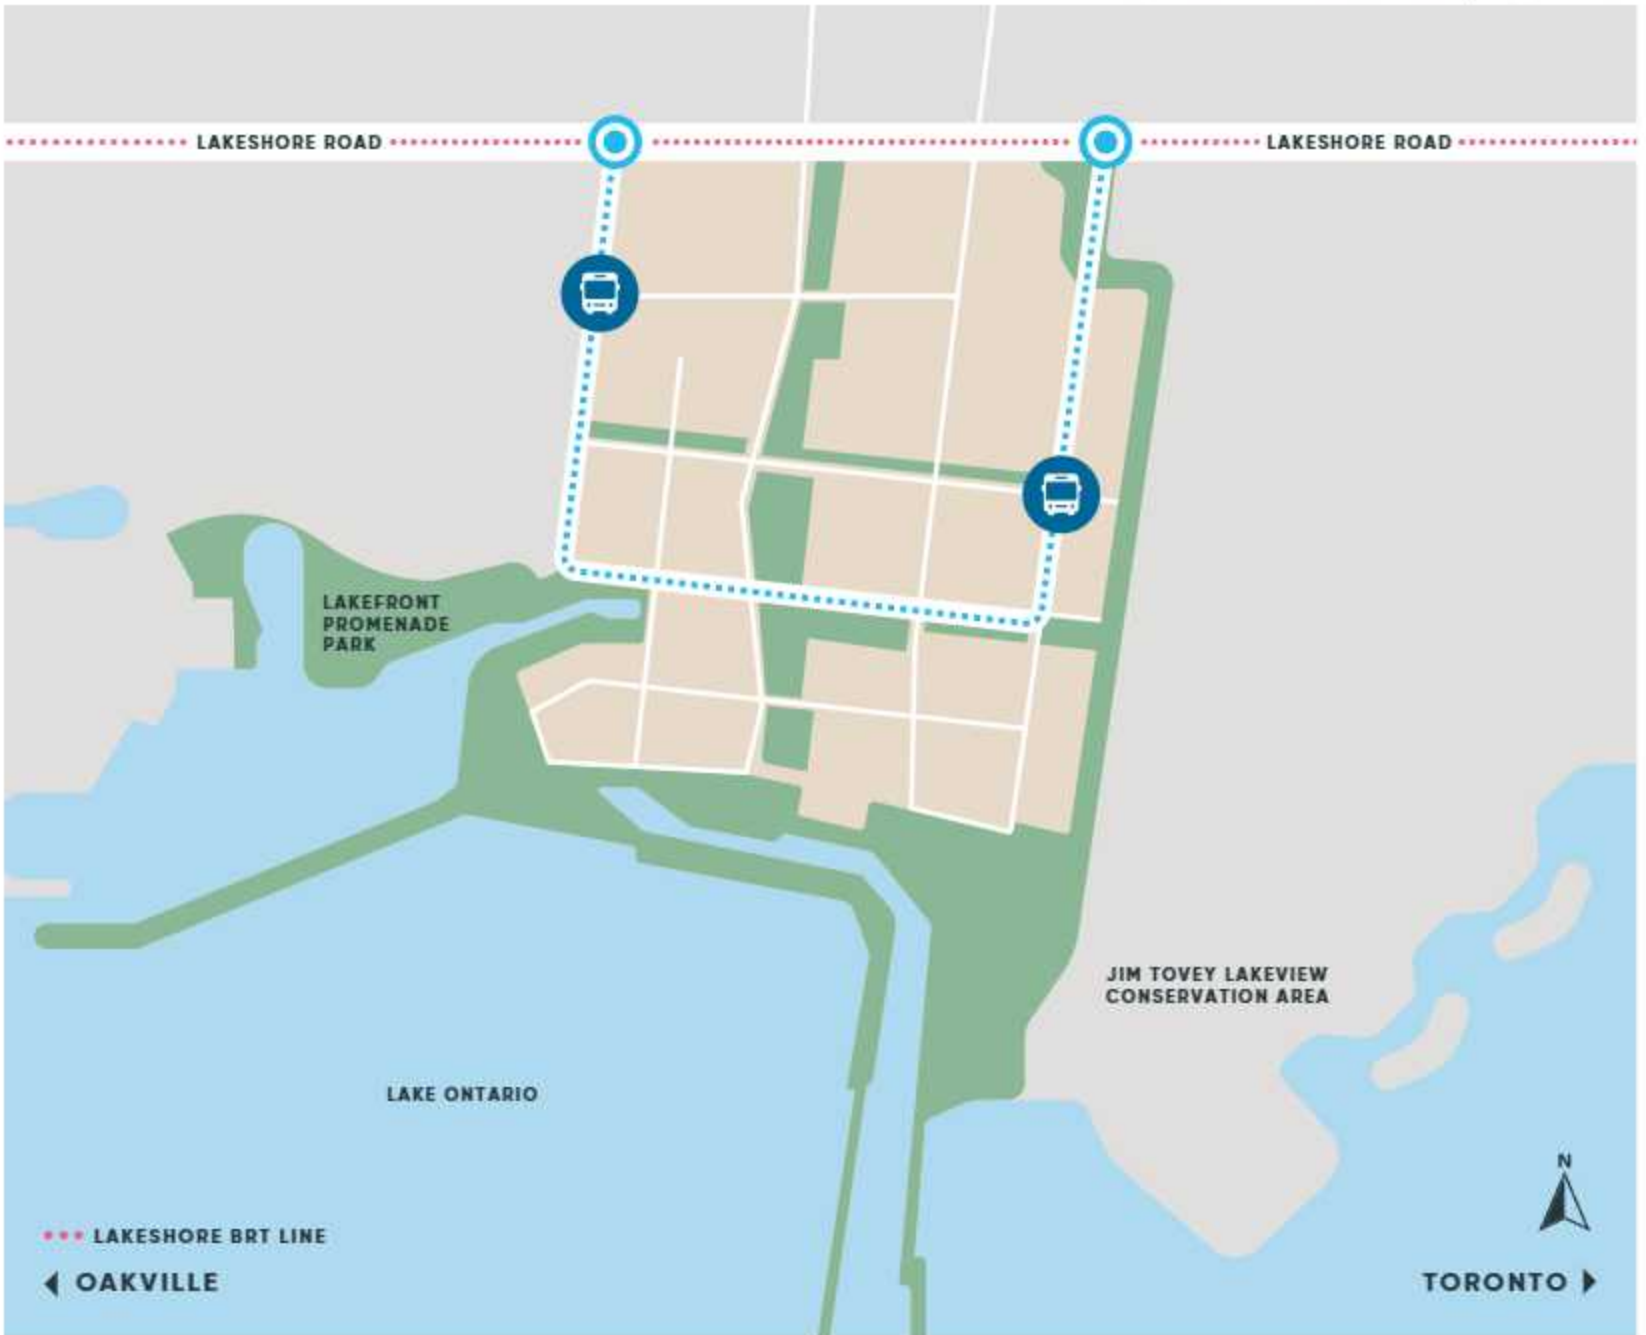 LAKESHORE ROAD
LAKESHORE ROAD
LAKEFRONT
PROMENADE
PARK
JIM TOVEY LAKEVIEW
CONSERVATION AREA
LAKE ONTARIO
N
LAKESHORE BRT LINE
OAKVILLE
TORONTO